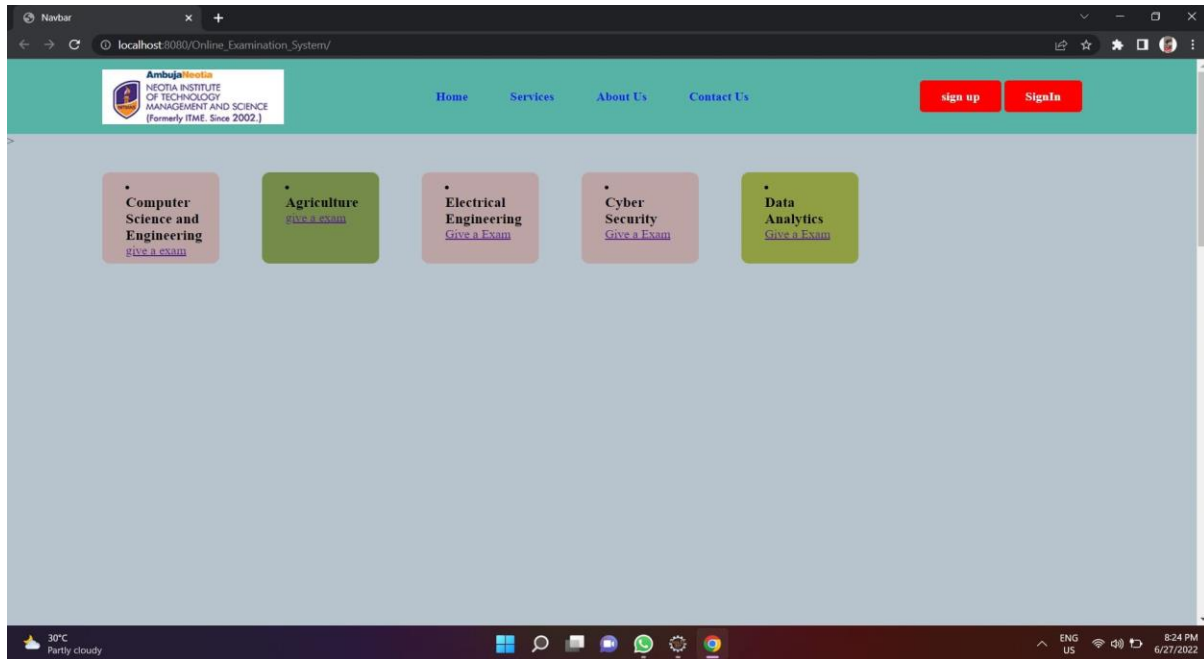 Navbar
localhost:8080/Online_Examination_System/
AmbujaNeotia
NEOTIA INSTITUTE
OF TECHNOLOGY
MANAGEMENT AND SCIENCE
(Formerly ITME. Since 2002.)
Home Services About Us Contact Us
sign up SignIn
>
Computer
Science and
Engineering
give a exam
Agriculture
give a exam
Electrical
Engineering
Give a Exam
Cyber
Security
Give a Exam
Data
Analytics
Give a Exam
30°C
Partly cloudy
ENG
US
8:24 PM
6/27/2022